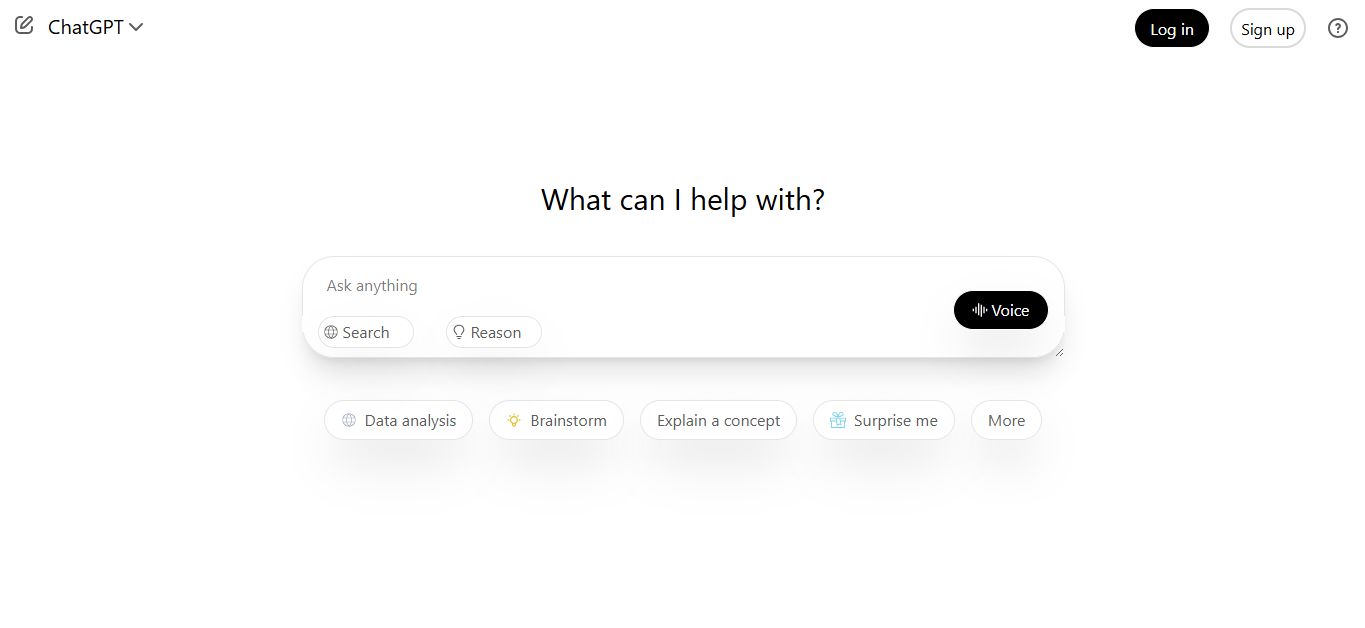 ChatGPT
Log in
Sign up
What can I help with?
Ask anything
Voice
Search
Reason
Data analysis
Brainstorm
Explain a concept
Surprise me
More